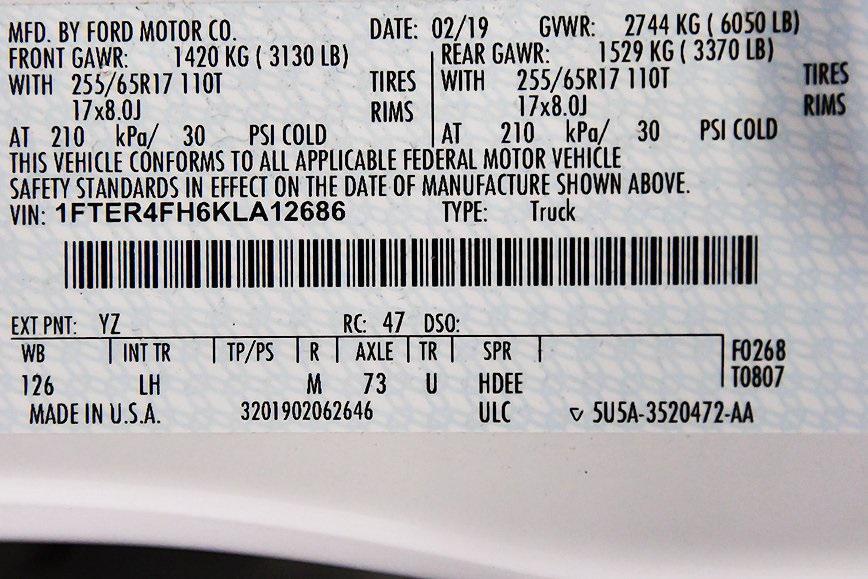 MFD. BY FORD MOTOR CO. DATE: 02/19 GVWR: 2744 KG ( 6050 LB)
FRONT GAWR: 1420 KG ( 3130 LB) REAR GAWR: 1529 KG ( 3370 LB)
WITH 255/65R17 110T TIRES WITH 255/65R17 110T TIRES
17x8.0J RIMS 17x8.0J RIMS
AT 210 kPa/ 30 PSI COLD AT 210 kPa/ 30 PSI COLD
THIS VEHICLE CONFORMS TO ALL APPLICABLE FEDERAL MOTOR VEHICLE
SAFETY STANDARDS IN EFFECT ON THE DATE OF MANUFACTURE SHOWN ABOVE.
VIN: 1FTER4FH6KLA12686 TYPE: Truck
EXT PNT: YZ RC: 47 DSO:
WB INT TR TP/PS R AXLE TR SPR F0268
126 LH M 73 U HDEE T0807
MADE IN U.S.A. 3201902062646 ULC ▽ 5U5A-3520472-AA